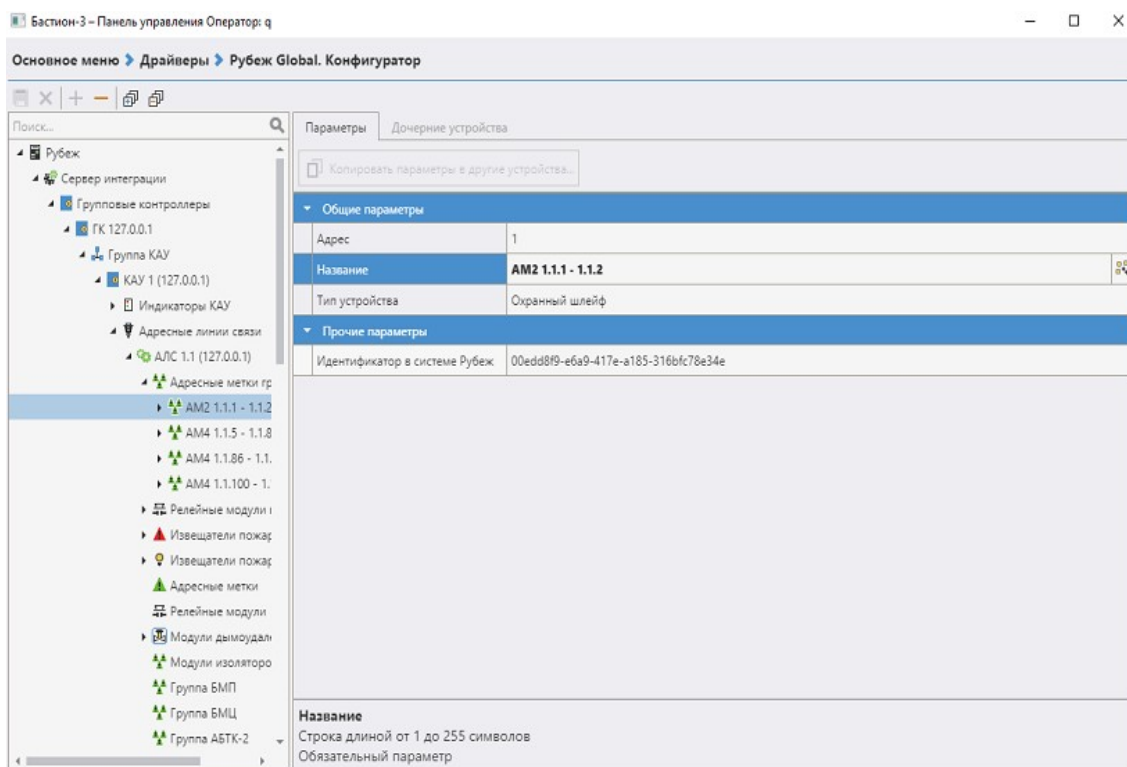 Бастион-3 – Панель управления Оператор: q
Основное меню > Драйверы > Рубеж Global. Конфигуратор
Поиск...
Рубеж
Сервер интеграции
Групповые контроллеры
ГК 127.0.0.1
Группа КАУ
КАУ 1 (127.0.0.1)
Индикаторы КАУ
Адресные линии связи
АЛС 1.1 (127.0.0.1)
Адресные метки гр
АМ2 1.1.1 - 1.1.2
АМ4 1.1.5 - 1.1.8
АМ4 1.1.86 - 1.1.
АМ4 1.1.100 - 1.
Релейные модули
Извещатели пожар
Извещатели пожар
Адресные метки
Релейные модули
Модули дымоудал
Модули изоляторо
Группа БМП
Группа БМЦ
Группа АБТК-2
Параметры
Дочерние устройства
Копировать параметры в другие устройства...
Общие параметры
Адрес 1
Название АМ2 1.1.1 - 1.1.2
Тип устройства Охранный шлейф
Прочие параметры
Идентификатор в системе Рубеж 00edd8f9-e6a9-417e-a185-316bfc78e34e
Название
Строка длиной от 1 до 255 символов
Обязательный параметр